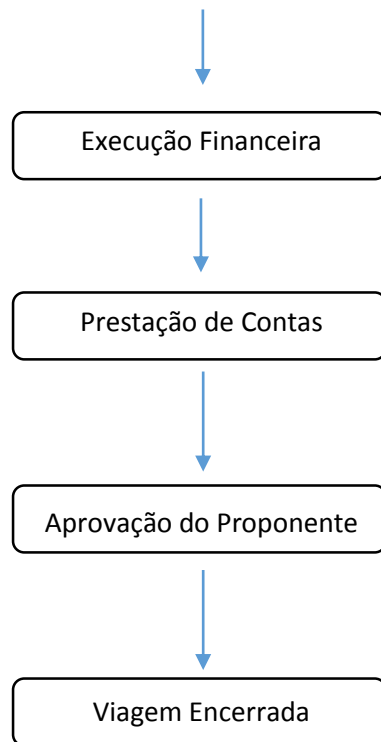 Execução Financeira
Prestação de Contas
Aprovação do Proponente
Viagem Encerrada